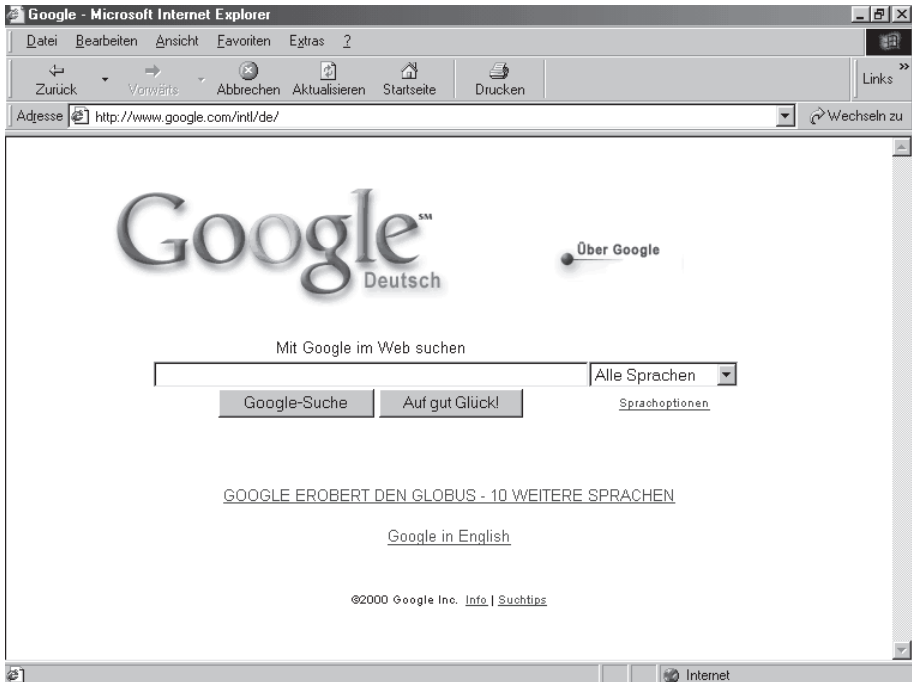 Google - Microsoft Internet Explorer
Datei Bearbeiten Ansicht Favoriten Extras ?
Zurück Vorwärts Abbrechen Aktualisieren Startseite Drucken Links »
Adresse http://www.google.com/intl/de/ Wechseln zu
Google SM
Deutsch
Über Google
Mit Google im Web suchen
Alle Sprachen
Google-Suche Auf gut Glück! Sprachoptionen
GOOGLE EROBERT DEN GLOBUS - 10 WEITERE SPRACHEN
Google in English
©2000 Google Inc. Info | Suchtips
Internet